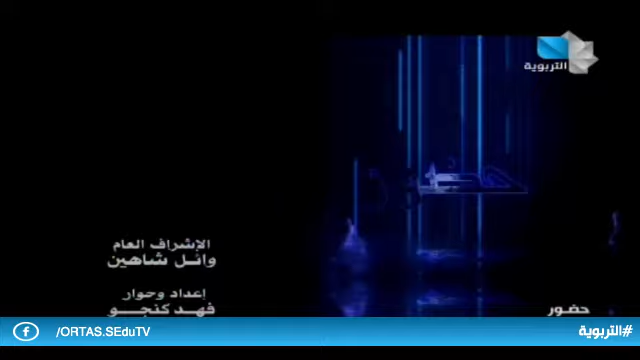 التربوية
الإشراف العام
وائل شاهين
إعداد وحوار
فهد كنجو
حضور
/ORTAS.SEduTV
#التربوية